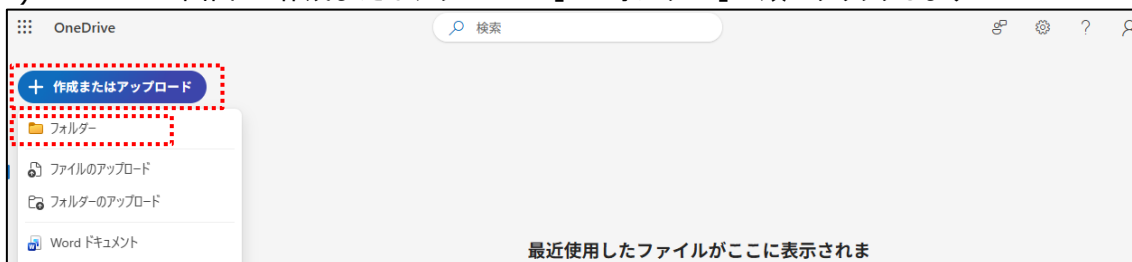 OneDrive
検索
作成またはアップロード
フォルダー
ファイルのアップロード
フォルダーのアップロード
Word ドキュメント
最近使用したファイルがここに表示されま